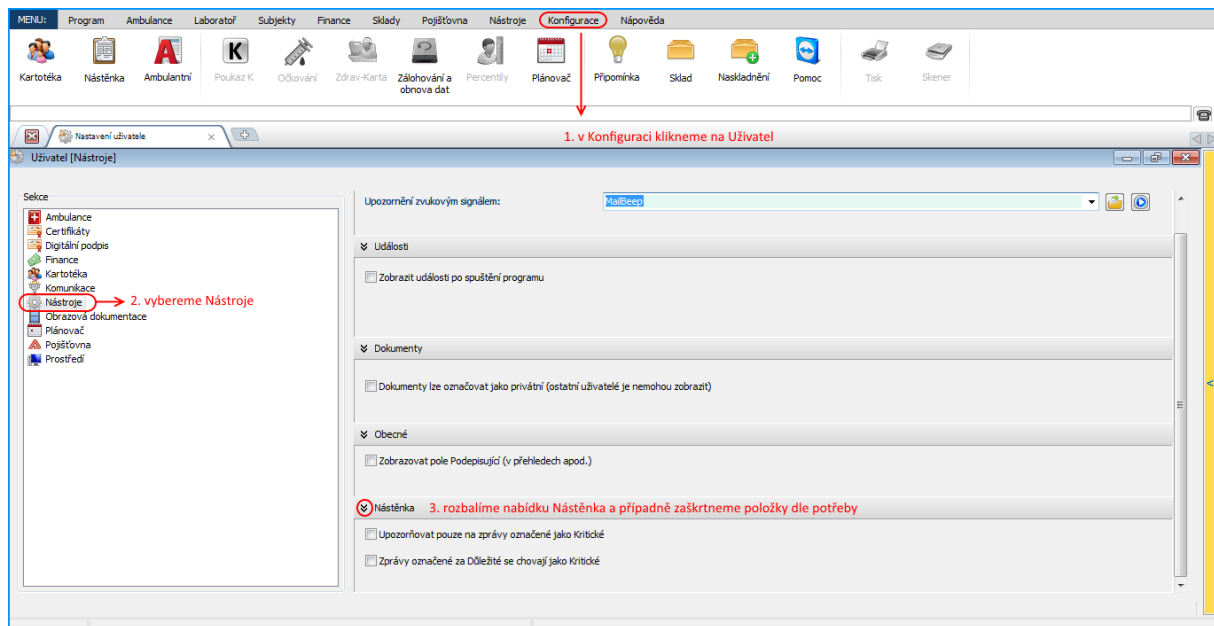 MENU: Program Ambulance Laboratoř Subjekty Finance Sklady Pojišťovna Nástroje Konfigurace Nápověda
Kartotéka Nástěnka Ambulantní Poukaz K Očkování Zdrav-Karta Zálohování a obnova dat Percentily Plánovač Připomínka Sklad Naskladnění Pomoc Tisk Skener
Nastavení uživatele
1. v Konfiguraci klikneme na Uživatel
Uživatel [Nástroje]
Sekce
Ambulance
Certifikáty
Digitální podpis
Finance
Kartotéka
Komunikace
Nástroje
2. vybereme Nástroje
Obrazová dokumentace
Plánovač
Pojišťovna
Prostředí
Upozornění zvukovým signálem: MailBeep
Události
Zobrazit události po spuštění programu
Dokumenty
Dokumenty lze označovat jako privátní (ostatní uživatelé je nemohou zobrazit)
Obecné
Zobrazovat pole Podepisující (v přehledech apod.)
Nástěnka 3. rozbalíme nabídku Nástěnka a případně zaškrtneme položky dle potřeby
Upozorňovat pouze na zprávy označené jako Kritické
Zprávy označené za Důležité se chovají jako Kritické